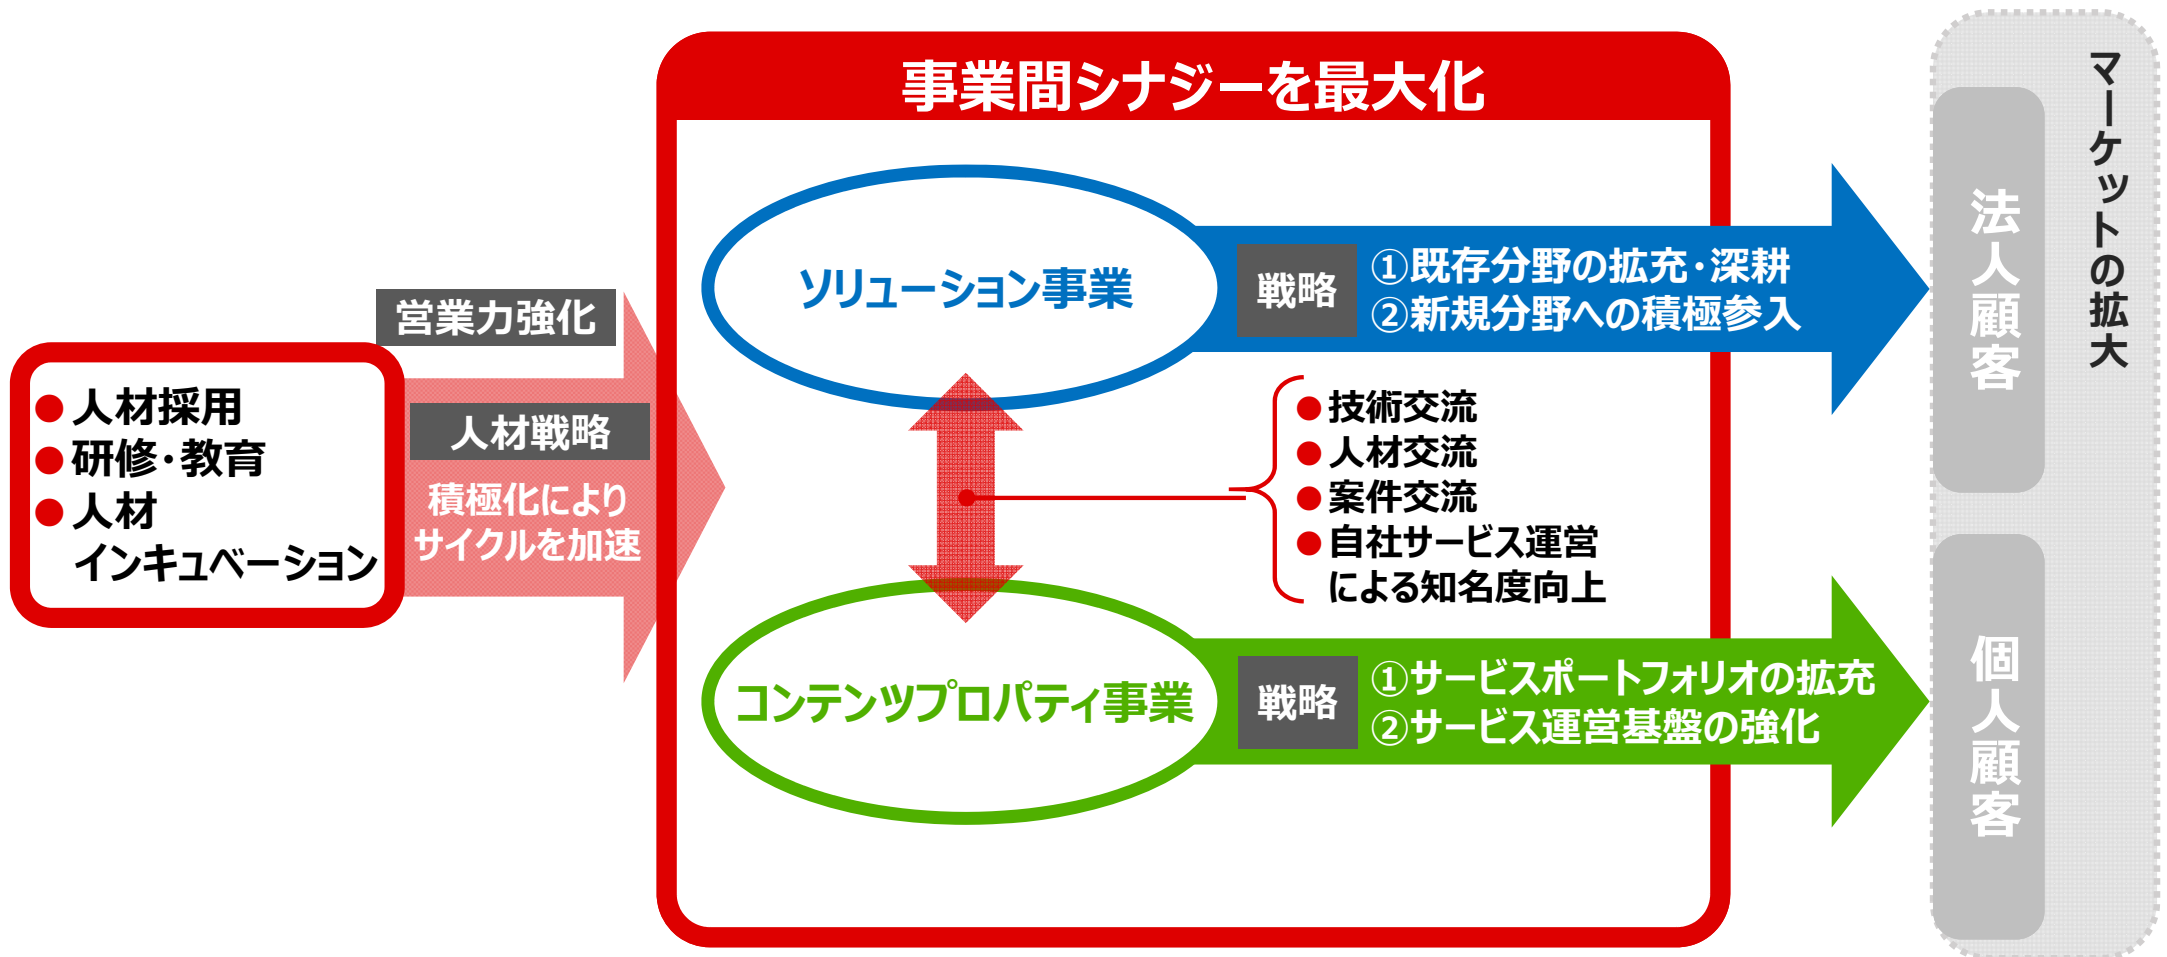 事業間シナジーを最大化
営業力強化
●人材採用
●研修・教育
●人材
インキュベーション
人材戦略
積極化により
サイクルを加速
ソリューション事業
戦略
①既存分野の拡充・深耕
②新規分野への積極参入
●技術交流
●人材交流
●案件交流
●自社サービス運営
による知名度向上
コンテンツプロパティ事業
戦略
①サービスポートフォリオの拡充
②サービス運営基盤の強化
マーケットの拡大
法人顧客
個人顧客